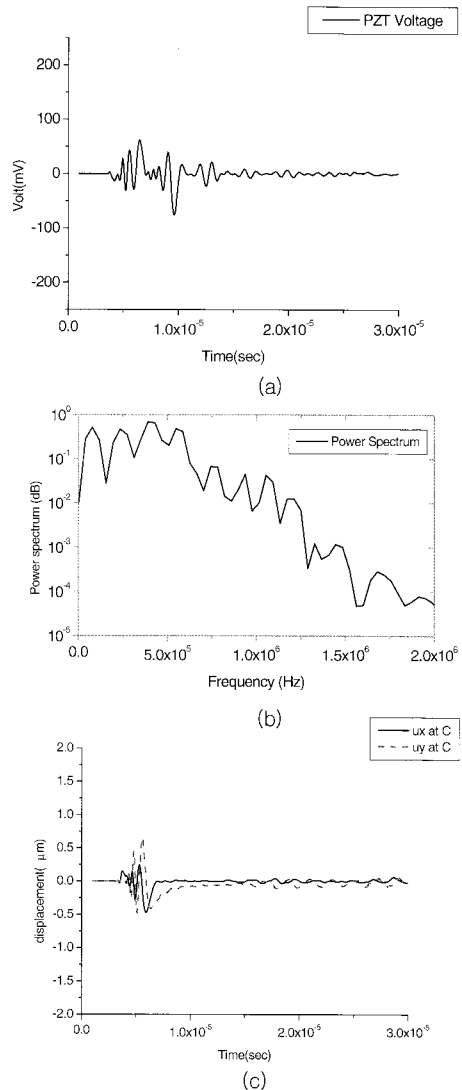 PZT Voltage
200
100
0
-100
-200
Volt(mV)
0.0
1.0x10⁻⁵
2.0x10⁻⁵
3.0x10⁻⁵
Time(sec)
(a)
Power Spectrum
10⁰
10⁻¹
10⁻²
10⁻³
10⁻⁴
10⁻⁵
Power spectrum (dB)
0.0
5.0x10⁵
1.0x10⁶
1.5x10⁶
2.0x10⁶
Frequency (Hz)
(b)
ux at C
uy at C
2.0
1.5
1.0
0.5
0.0
-0.5
-1.0
-1.5
-2.0
displacement( μm)
0.0
1.0x10⁻⁵
2.0x10⁻⁵
3.0x10⁻⁵
Time(sec)
(c)